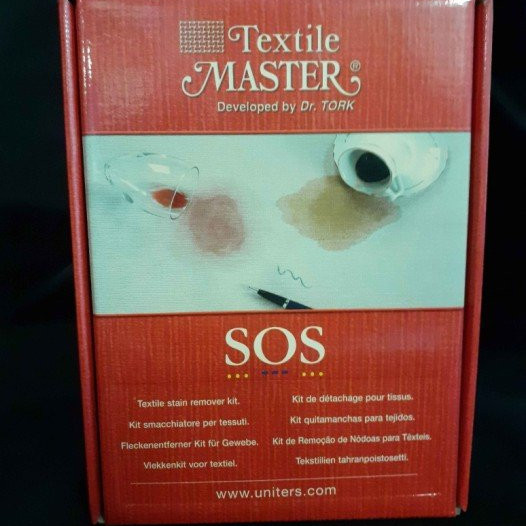 Textile
MASTER®
Developed by Dr. TORK
SOS
Textile stain remover kit.
Kit smacchiatore per tessuti.
Fleckenentferner Kit für Gewebe.
Vlekkenkit voor textiel.
Kit de détachage pour tissus.
Kit quitamanchas para tejidos.
Kit de Remoção de Nódoas para Têxteis.
Tekstiilien tahranpoistosetti.
www.uniters.com